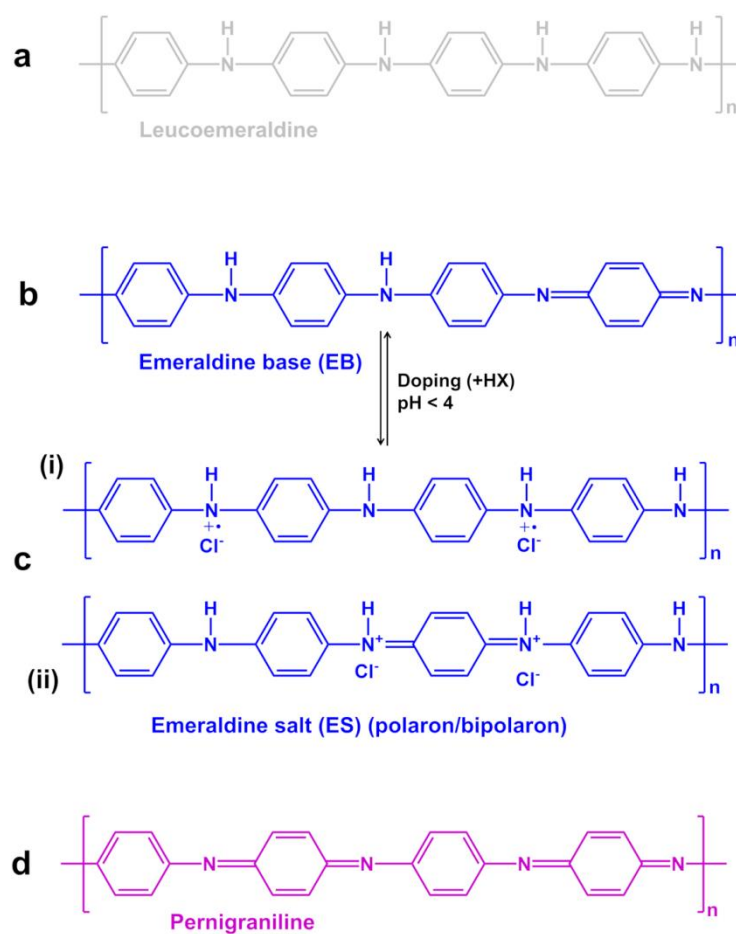 a
H H H H
N N N N
n
Leucoemeraldine
b
H H
N N N N
n
Emeraldine base (EB)
Doping (+HX)
pH < 4
(i)
H H H H
N N N N
+• +•
Cl- Cl-
n
c
H H H H
N N+ N+ N
Cl- Cl-
n
(ii)
Emeraldine salt (ES) (polaron/bipolaron)
d
N N N N
n
Pernigraniline